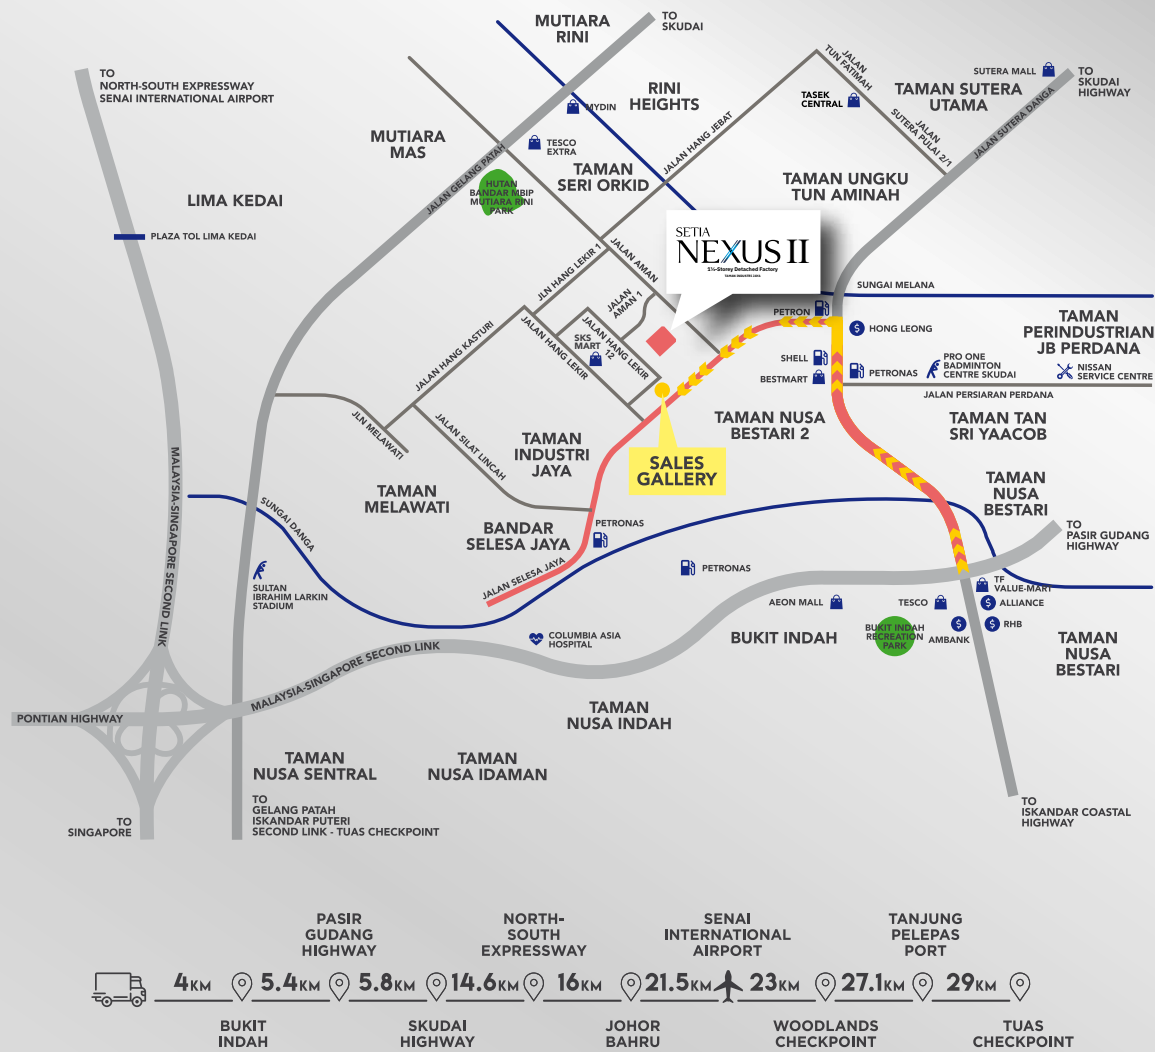 MUTIARA
RINI
TO
SKUDAI
TO
NORTH-SOUTH EXPRESSWAY
SENAI INTERNATIONAL AIRPORT
JALAN
TUN FATIMAH
SUTERA MALL
TO
SKUDAI
HIGHWAY
RINI
HEIGHTS
MYDIN
TASEK
CENTRAL
TAMAN SUTERA
UTAMA
JALAN
SUTERA PULAI 2/1
JALAN SUTERA DANGA
MUTIARA
MAS
TESCO
EXTRA
JALAN HANG JEBAT
TAMAN
SERI ORKID
TAMAN UNGKU
TUN AMINAH
JALAN GELANG PATAH
HUTAN
BANDAR MBIP
MUTIARA RINI
PARK
LIMA KEDAI
PLAZA TOL LIMA KEDAI
SETIA
NEXUS II
1½-Storey Detached Factory
TAMAN INDUSTRI JAYA
JALAN AMAN
JLN HANG LEKIR 1
JALAN
AMAN 1
SUNGAI MELANA
PETRON
HONG LEONG
TAMAN
PERINDUSTRIAN
JB PERDANA
JALAN HANG KASTURI
JALAN HANG LEKIR
JALAN HANG LEKIR
12
SKS
MART
SHELL
BESTMART
PETRONAS
PRO ONE
BADMINTON
CENTRE SKUDAI
NISSAN
SERVICE CENTRE
JALAN PERSIARAN PERDANA
JLN MELAWATI
JALAN SILAT LINCAH
TAMAN
INDUSTRI
JAYA
TAMAN NUSA
BESTARI 2
TAMAN TAN
SRI YAACOB
SALES
GALLERY
TAMAN
MELAWATI
TAMAN
NUSA
BESTARI
MALAYSIA-SINGAPORE SECOND LINK
SUNGAI DANGA
BANDAR
SELESA JAYA
PETRONAS
TO
PASIR GUDANG
HIGHWAY
JALAN SELESA JAYA
PETRONAS
SULTAN
IBRAHIM LARKIN
STADIUM
AEON MALL
TESCO
TF
VALUE-MART
ALLIANCE
RHB
AMBANK
BUKIT INDAH
BUKIT INDAH
RECREATION
PARK
TAMAN
NUSA
BESTARI
COLUMBIA ASIA
HOSPITAL
MALAYSIA-SINGAPORE SECOND LINK
PONTIAN HIGHWAY
TAMAN
NUSA INDAH
TAMAN
NUSA SENTRAL
TAMAN
NUSA IDAMAN
TO
SINGAPORE
TO
GELANG PATAH
ISKANDAR PUTERI
SECOND LINK - TUAS CHECKPOINT
TO
ISKANDAR COASTAL
HIGHWAY
PASIR
GUDANG
HIGHWAY
NORTH-
SOUTH
EXPRESSWAY
SENAI
INTERNATIONAL
AIRPORT
TANJUNG
PELEPAS
PORT
4KM 5.4KM 5.8KM 14.6KM 16KM 21.5KM 23KM 27.1KM 29KM
BUKIT
INDAH
SKUDAI
HIGHWAY
JOHOR
BAHRU
WOODLANDS
CHECKPOINT
TUAS
CHECKPOINT